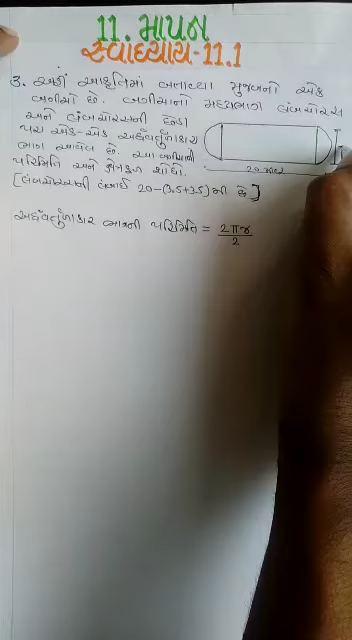 11. માપન
સ્વાધ્યાય-11.1
3. અહીં આકૃતિમાં બતાવ્યા મુજબનો એક
બગીચો છે. બગીચાનો મધ્યભાગ લંબચોરસ
અને લંબચોરસની છેડા
પર એક-એક અર્ધવર્તુળાકાર
ભાગ આવેલ છે. આ બગીચાની
પરિમિતિ અને ક્ષેત્રફળ શોધો.
20 મીટર
[લંબચોરસની લંબાઈ 20-(3.5+3.5) મી છે]
અર્ધવર્તુળાકાર ભાગની પરિમિતિ = 2πr/2